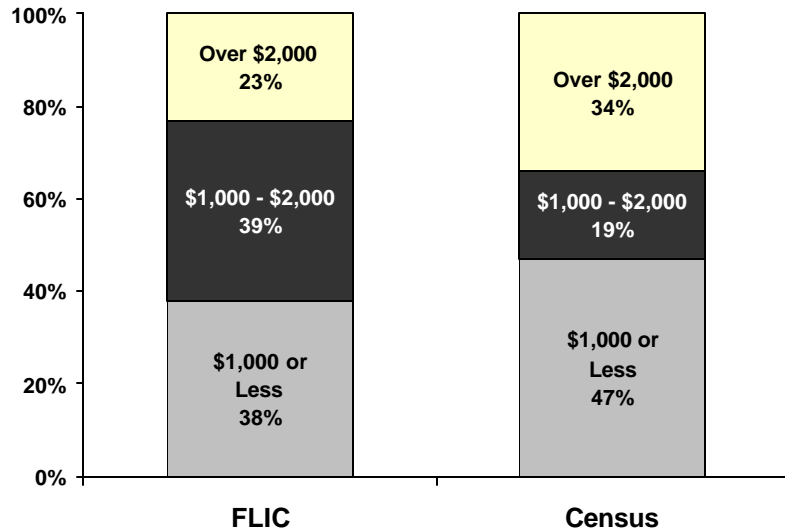 100%
80%
60%
40%
20%
0%
Over $2,000
23%
$1,000 - $2,000
39%
$1,000 or
Less
38%
Over $2,000
34%
$1,000 - $2,000
19%
$1,000 or
Less
47%
FLIC
Census